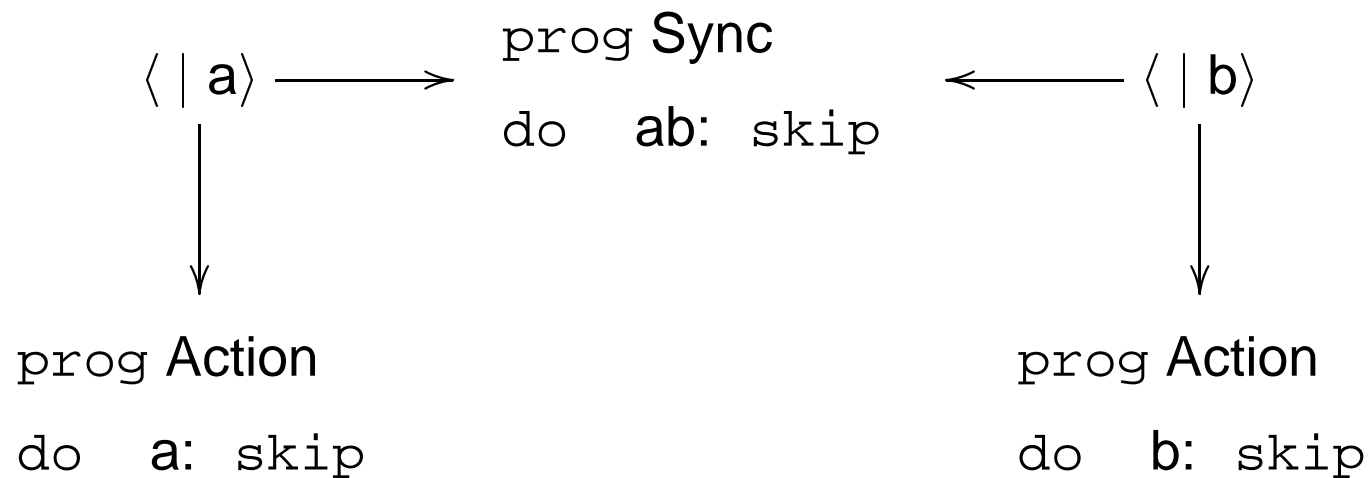 prog Sync
⟨ | a⟩
⟨ | b⟩
do ab: skip
prog Action
do a: skip
prog Action
do b: skip